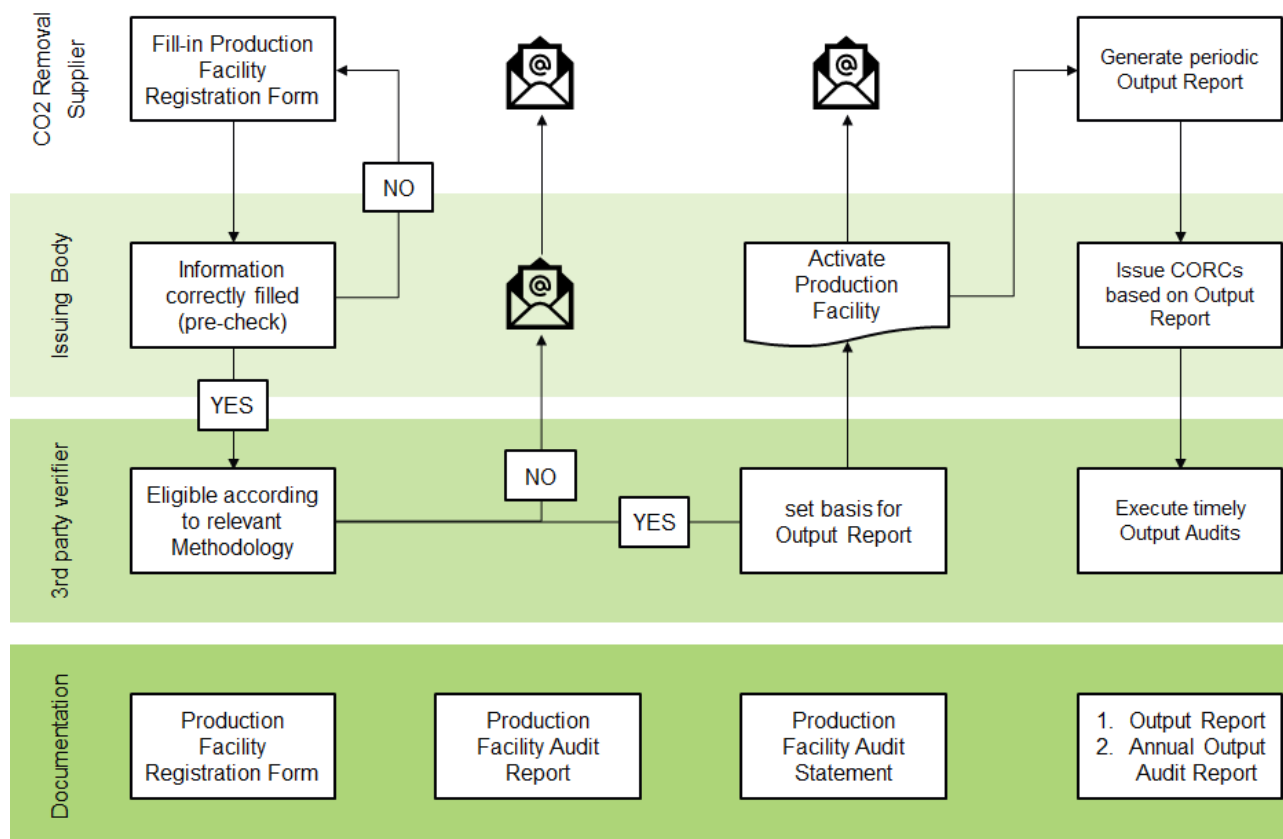 CO2 Removal
Supplier
Fill-in Production
Facility
Registration Form
@
@
Generate periodic
Output Report
NO
Issuing Body
Information
correctly filled
(pre-check)
@
Activate
Production
Facility
Issue CORCs
based on Output
Report
YES
3rd party verifier
Eligible according
to relevant
Methodology
NO
YES
set basis for
Output Report
Execute timely
Output Audits
Documentation
Production
Facility
Registration Form
Production
Facility Audit
Report
Production
Facility Audit
Statement
1. Output Report
2. Annual Output
Audit Report